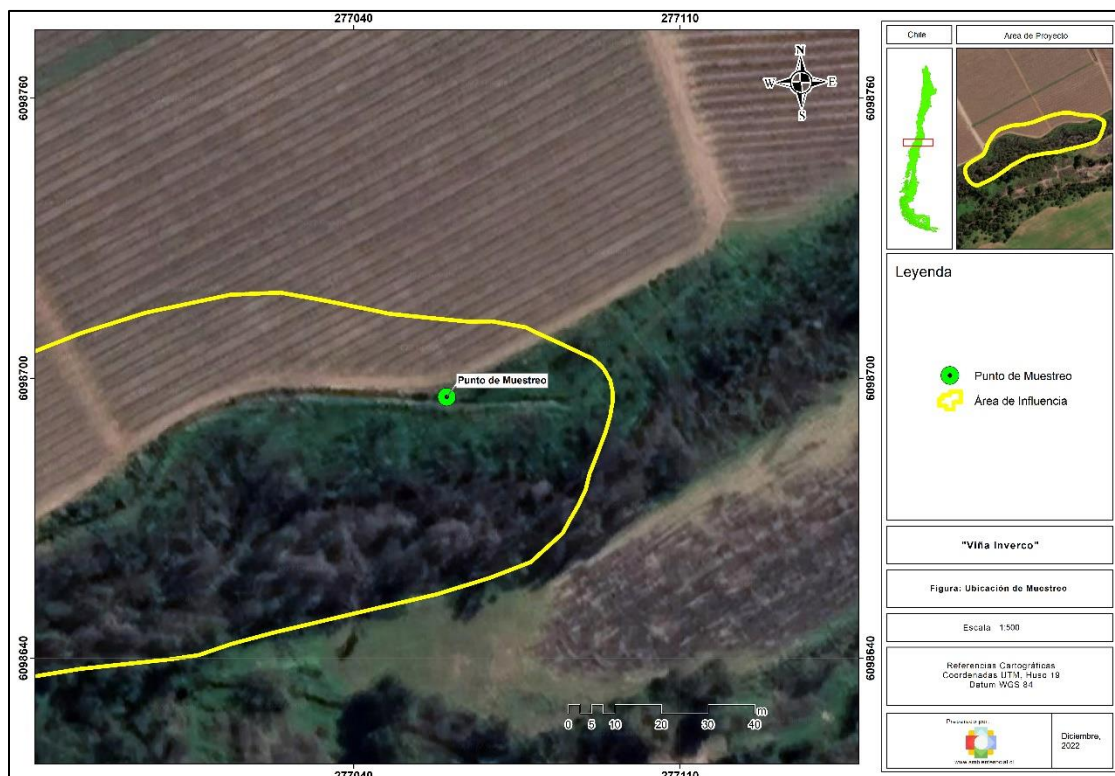 277040
277110
6098760
6098700
6098640
N
W
E
S
Punto de Muestreo
0
5
10
20
30
40
m
277040
277110
Chile
Area de Proyecto
Leyenda
Punto de Muestreo
Área de Influencia
6098760
6098700
6098640
"Viña Inverco"
Figura: Ubicación de Muestreo
Escala 1:500
Referencias Cartográficas
Coordenadas UTM, Huso 19
Datum WGS 84
Preparado por:
Diciembre,
2022